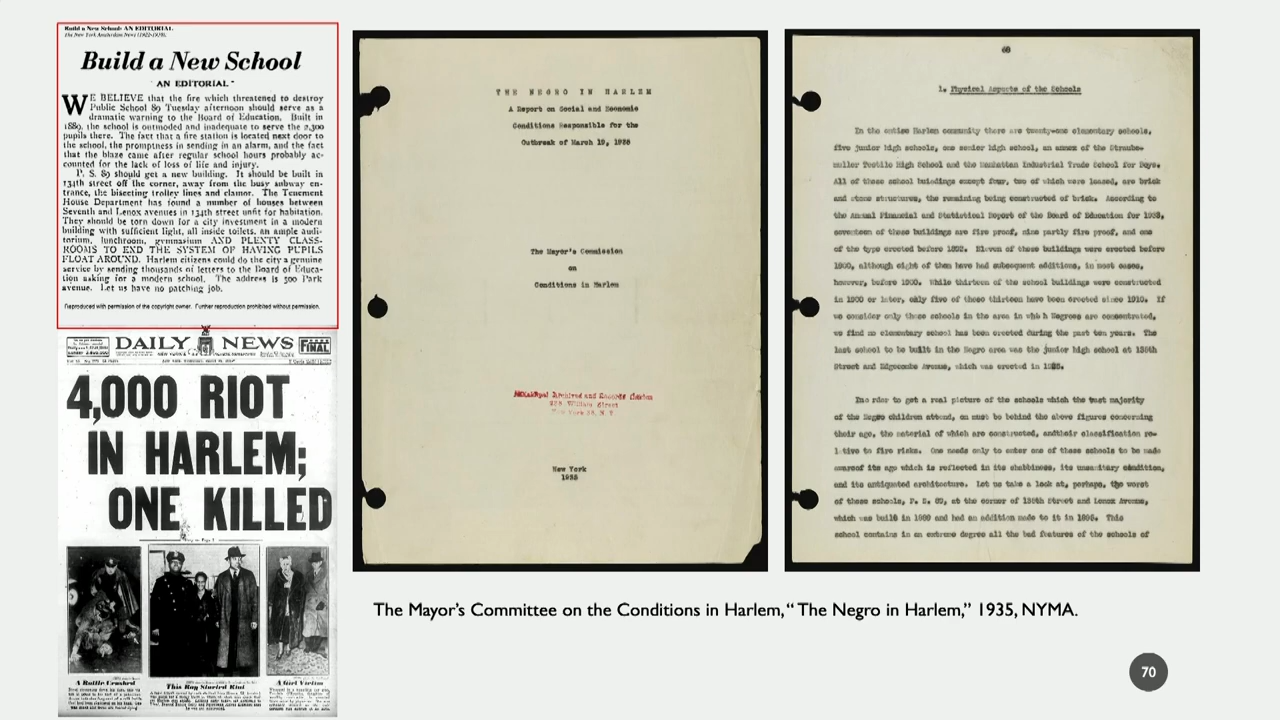 Build a New School: AN EDITORIAL.
The New York Amsterdam News (1922-1938),
Build a New School
AN EDITORIAL
WE BELIEVE that the fire which threatened to destroy
Public School 89 Tuesday afternoon should serve as a
dramatic warning to the Board of Education. Built in
1889, the school is outmoded and inadequate to serve the 2,300
pupils there. The fact that a fire station is located next door to
the school, the promptness in sending in an alarm, and the fact
that the blaze came after regular school hours probably ac-
counted for the lack of loss of life and injury.
P. S. 89 should get a new building. It should be built in
134th street off the corner, away from the busy subway en-
trance, the bisecting trolley lines and clamor. The Tenement
House Department has found a number of houses between
Seventh and Lenox avenues in 134th street unfit for habitation.
They should be torn down for a city investment in a modern
building with sufficient light, all inside toilets, an ample audi-
torium, lunchroom, gymnasium AND PLENTY CLASS-
ROOMS TO END THE SYSTEM OF HAVING PUPILS
FLOAT AROUND. Harlem citizens could do the city a genuine
service by sending thousands of letters to the Board of Educa-
tion asking for a modern school. The address is 500 Park
avenue. Let us have no patching job.
Reproduced with permission of the copyright owner. Further reproduction prohibited without permission.
DAILY NEWS
FINAL
4,000 RIOT
IN HARLEM;
ONE KILLED
A Battle Crushed
This Boy Started Riot
A Girl Victim
THE NEGRO IN HARLEM
A Report on Social and Economic
Conditions Responsible for the
Outbreak of March 19, 1935
The Mayor's Commission
on
Conditions in Harlem
Municipal Archives and Records Center
238 William Street
New York 38, N. Y.
New York
1935
68
1. Physical Aspects of the Schools
In the entire Harlem community there are twenty-one elementary schools,
five junior high schools, one senior high school, an annex of the Straube-
muller Textile High School and the Manhattan Industrial Trade School for Boys.
All of these school buildings except four, two of which were leased, are brick
and stone structures, the remaining being constructed of brick. According to
the Annual Financial and Statistical Report of the Board of Education for 1933,
seventeen of these buildings are fire proof, nine partly fire proof, and one
of the type erected before 1892. Eleven of these buildings were erected before
1900, although eight of them have had subsequent additions, in most cases,
however, before 1900. While thirteen of the school buildings were constructed
in 1900 or later, only five of these thirteen have been erected since 1910. If
we consider only those schools in the area in which Negroes are concentrated,
we find no elementary school has been erected during the past ten years. The
last school to be built in the Negro area was the junior high school at 135th
Street and Edgecombe Avenue, which was erected in 1925.
In order to get a real picture of the schools which the vast majority
of the Negro children attend, on must be behind the above figures concerning
their age, the material of which are constructed, andtheir classification re-
lative to fire risks. One needs only to enter one of these schools to be made
awareof its age which is reflected in its shabbiness, its unsanitary condition,
and its antiquated architecture. Let us take a look at, perhaps, the worst
of these schools, P. S. 89, at the corner of 135th Street and Lenox Avenue,
which was built in 1889 and had an addition made to it in 1895. This
school contains in an extreme degree all the bad features of the schools of
The Mayor's Committee on the Conditions in Harlem, "The Negro in Harlem," 1935, NYMA.
70